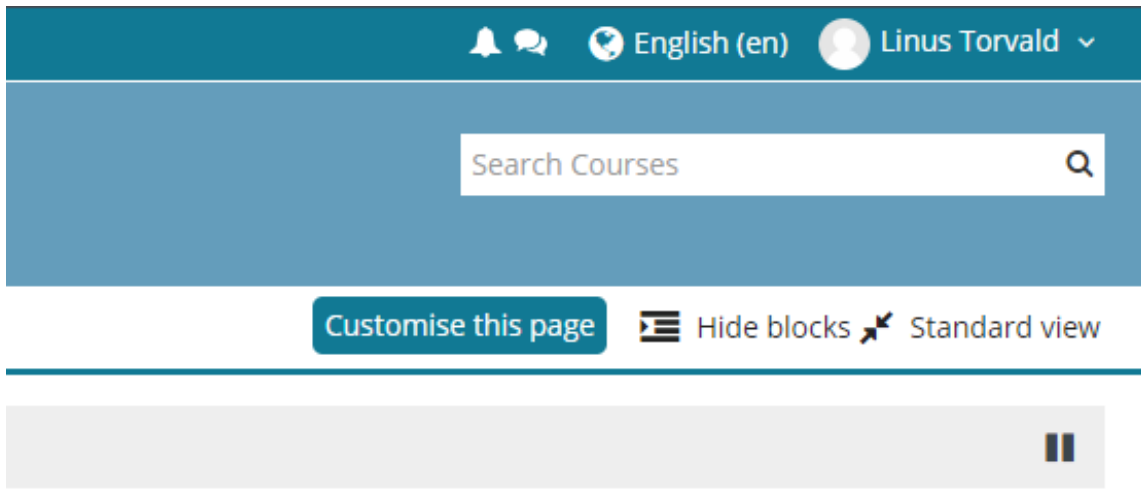 English (en) Linus Torvald
Search Courses
Customise this page Hide blocks Standard view